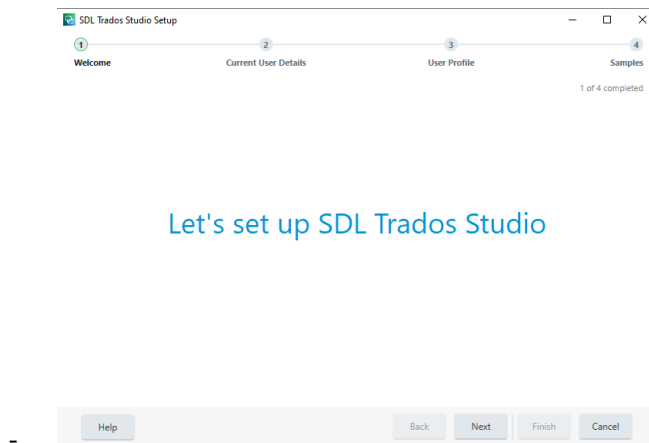 SDL Trados Studio Setup
1 2 3 4
Welcome Current User Details User Profile Samples
1 of 4 completed
Let's set up SDL Trados Studio
Help Back Next Finish Cancel
-